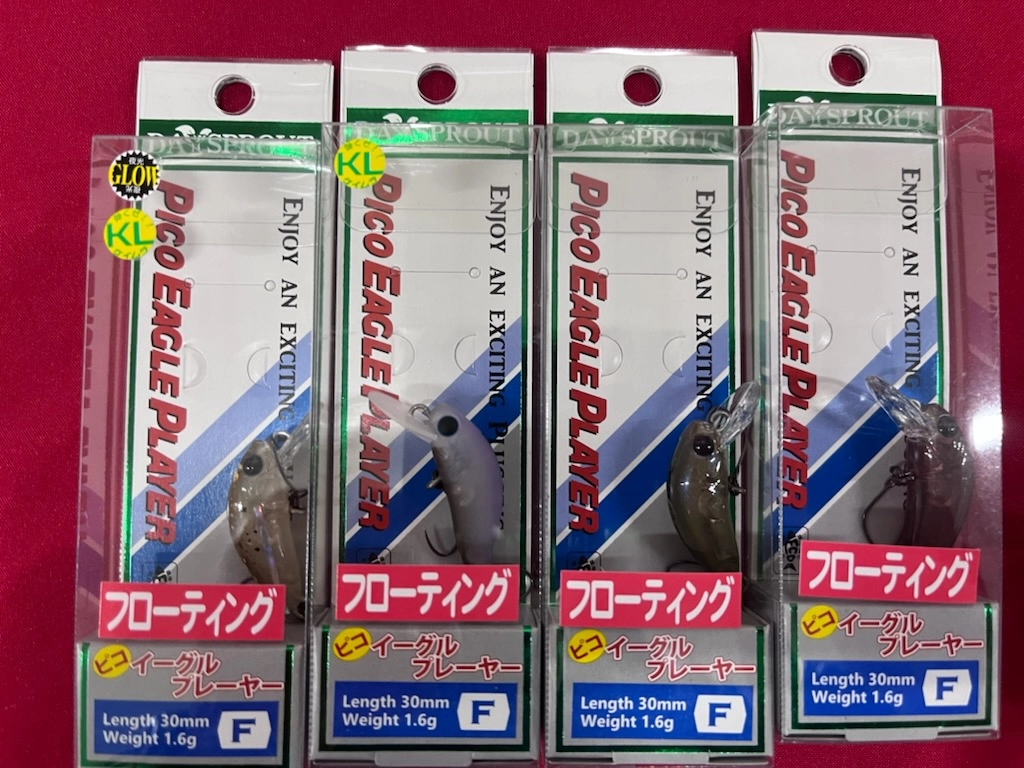 DAYSPROUT
夜光
GLOW
KL
PICO EAGLE PLAYER
ENJOY AN EXCITING
フローティング
ピコ イーグル
プレーヤー
Length 30mm
Weight 1.6g
F
DAYSPROUT
KL
PICO EAGLE PLAYER
ENJOY AN EXCITING
フローティング
ピコ イーグル
プレーヤー
Length 30mm
Weight 1.6g
F
DAYSPROUT
PICO EAGLE PLAYER
ENJOY AN EXCITING
フローティング
ピコ イーグル
プレーヤー
Length 30mm
Weight 1.6g
F
DAYSPROUT
PICO EAGLE PLAYER
ENJOY AN EXCITING
フローティング
ピコ イーグル
プレーヤー
Length 30mm
Weight 1.6g
F